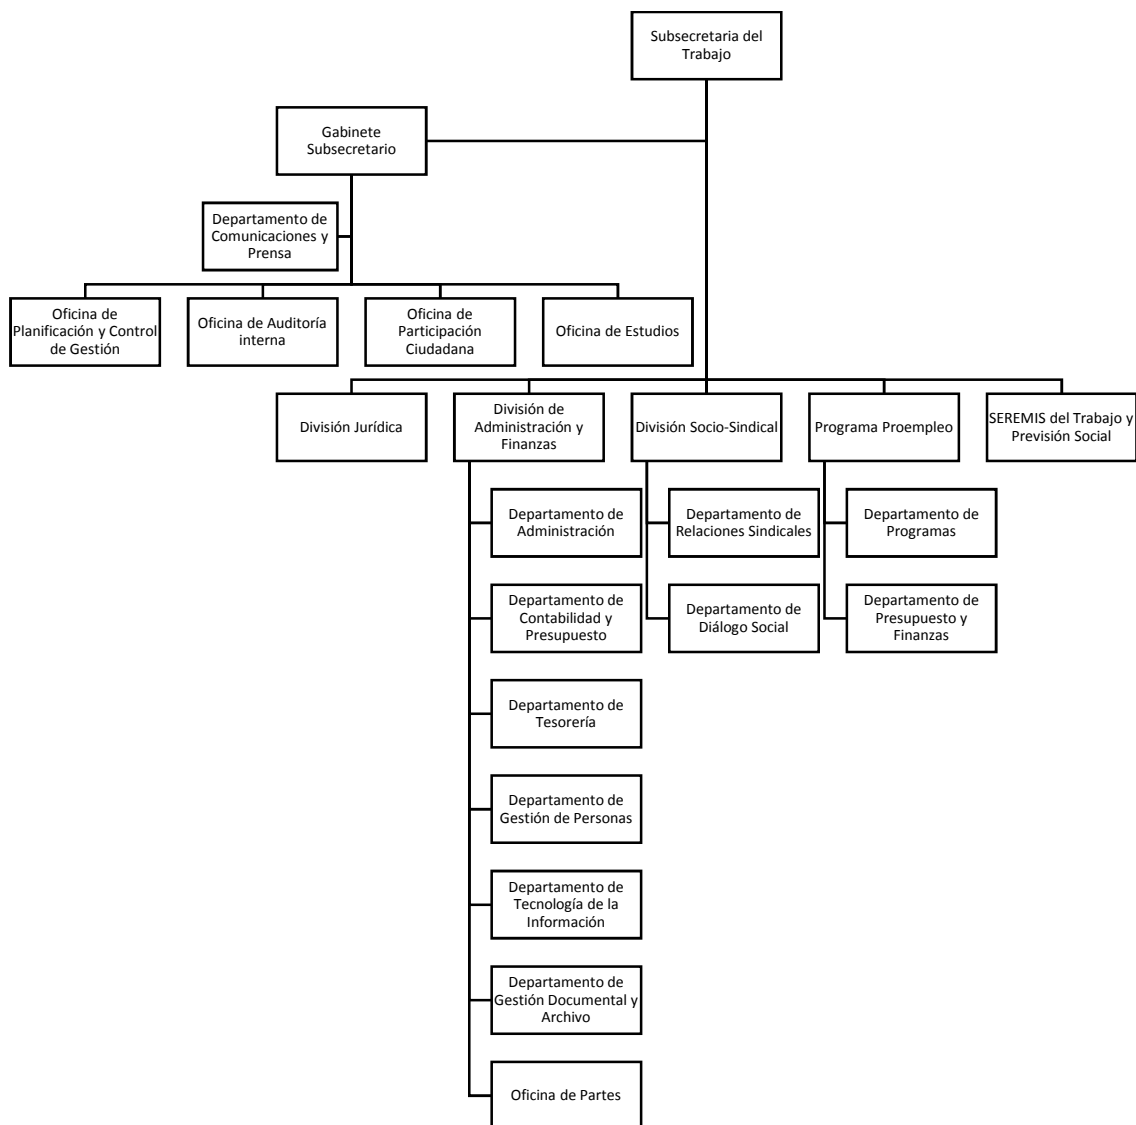 Subsecretaria del
Trabajo
Gabinete
Subsecretario
Departamento de
Comunicaciones y
Prensa
Oficina de
Planificación y Control
de Gestión
Oficina de Auditoría
interna
Oficina de
Participación
Ciudadana
Oficina de Estudios
División Jurídica
División de
Administración y
Finanzas
División Socio-Sindical
Programa Proempleo
SEREMIS del Trabajo y
Previsión Social
Departamento de
Administración
Departamento de
Contabilidad y
Presupuesto
Departamento de
Tesorería
Departamento de
Gestión de Personas
Departamento de
Tecnología de la
Información
Departamento de
Gestión Documental y
Archivo
Oficina de Partes
Departamento de
Relaciones Sindicales
Departamento de
Diálogo Social
Departamento de
Programas
Departamento de
Presupuesto y
Finanzas